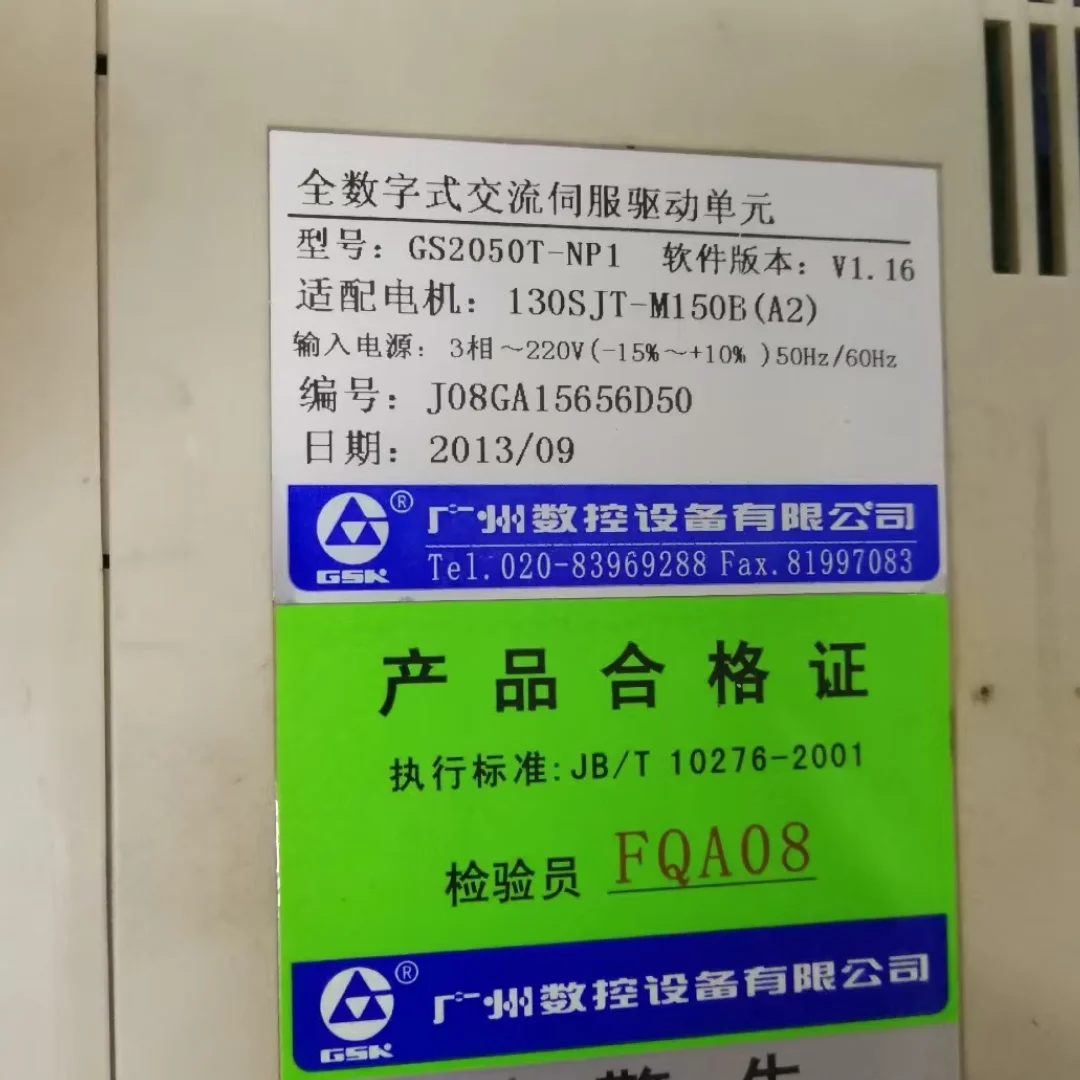 全数字式交流伺服驱动单元
型号：GS2050T-NP1 软件版本：V1.16
适配电机：130SJT-M150B(A2)
输入电源：3相～220V(-15%～+10% )50Hz/60Hz
编号：J08GA15656D50
日期：2013/09
®
GSK
广州数控设备有限公司
Tel.020-83969288 Fax.81997083
产品合格证
执行标准:JB/T 10276-2001
检验员 FQA08
®
GSK
广州数控设备有限公司